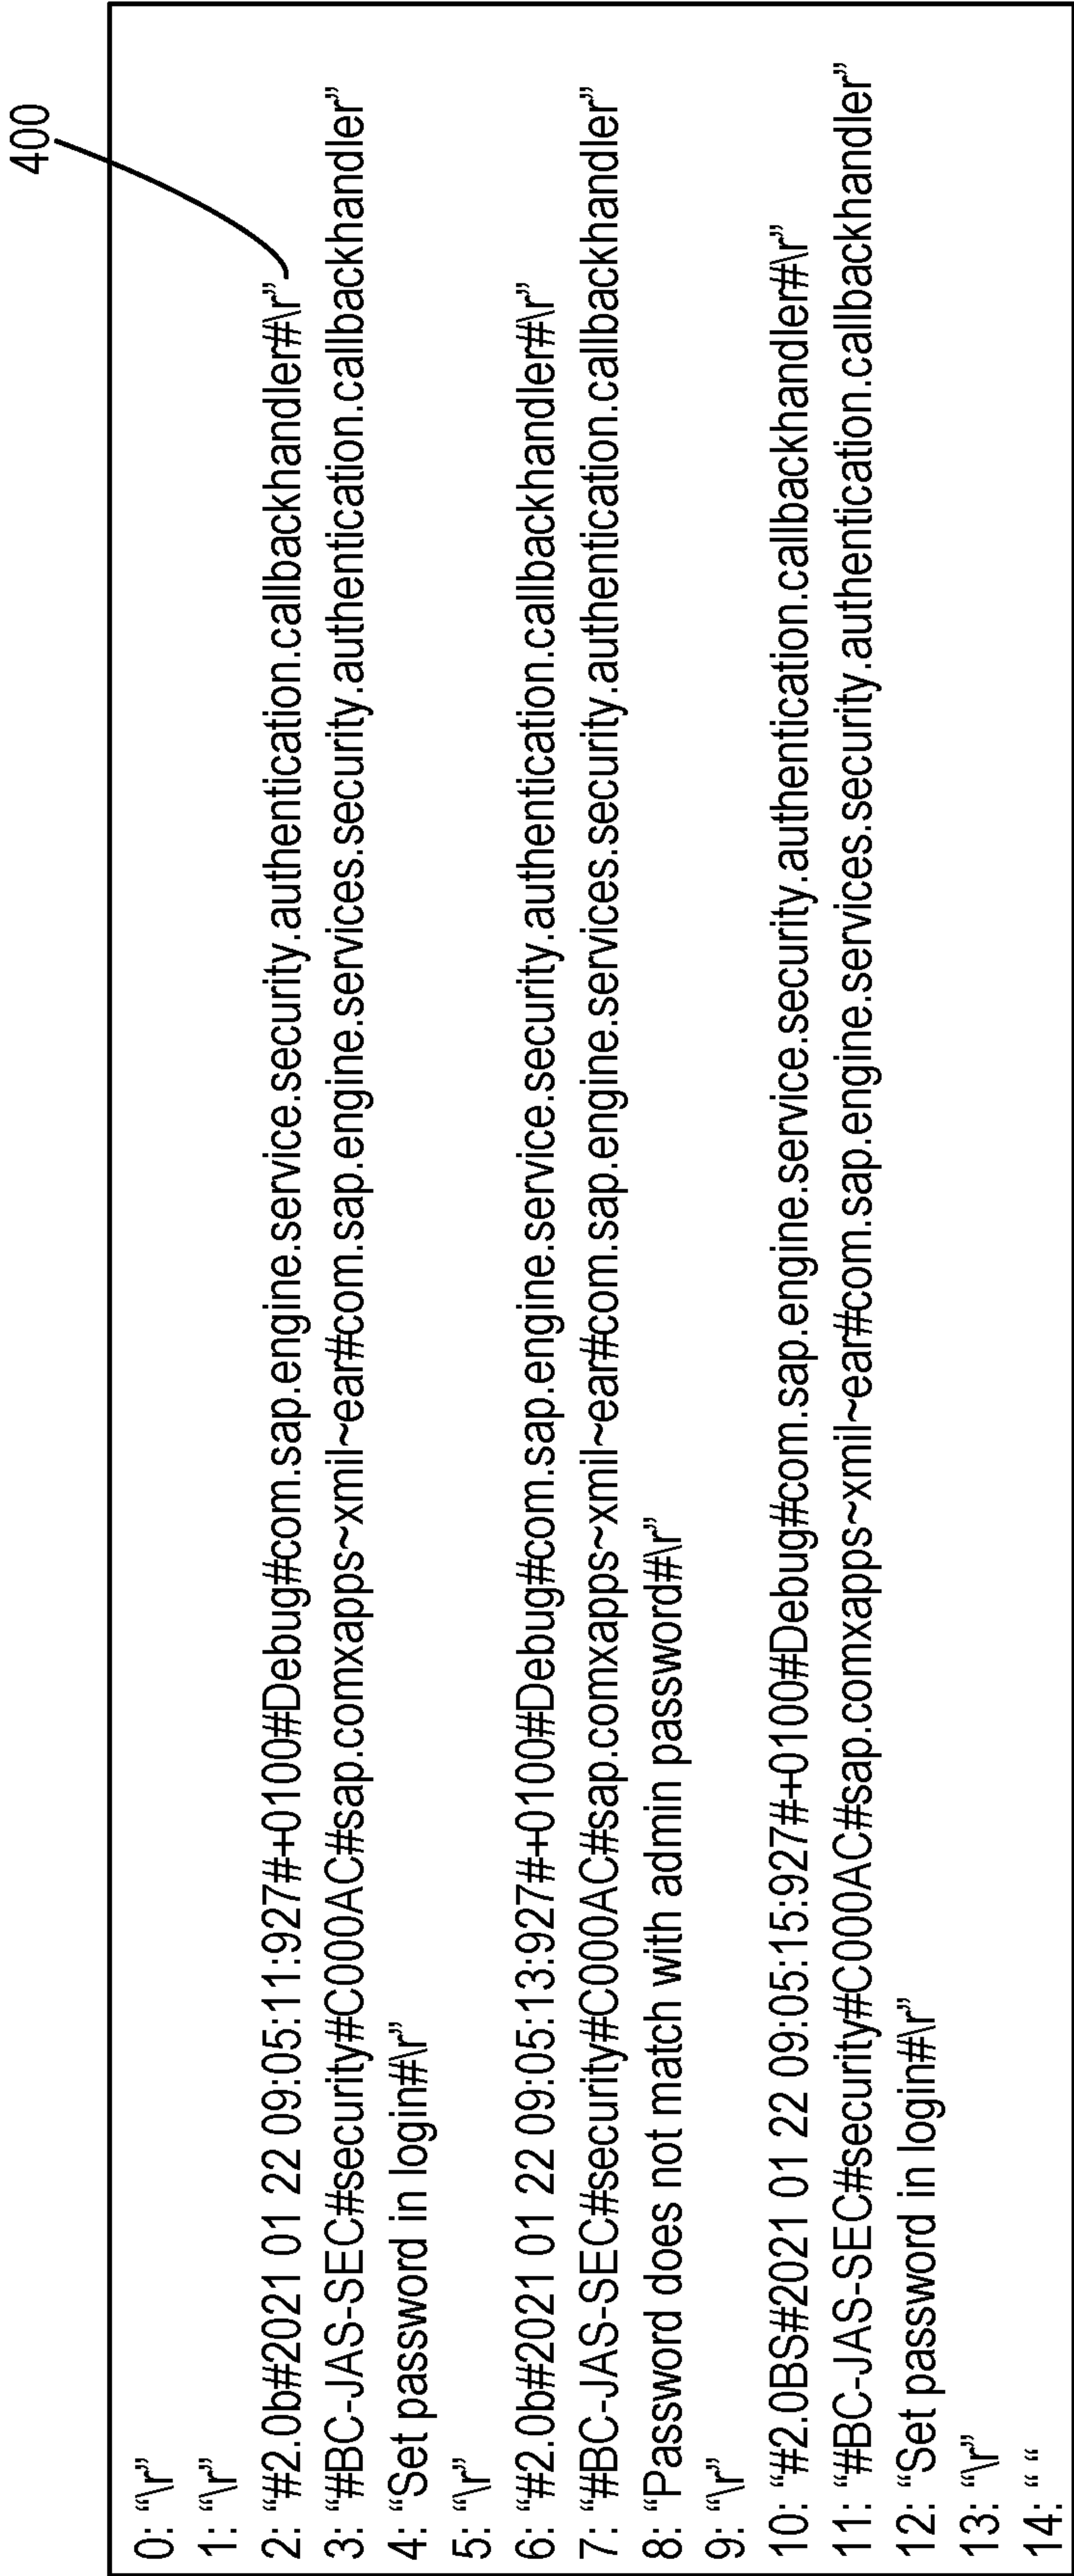 400
0: “\r”
1: “\r”
2: “#2.0b#2021 01 22 09:05:11:927#+0100#Debug#com.sap.engine.service.security.authentication.callbackhandler#\r”
3: “#BC-JAS-SEC#security#C000AC#sap.comxapps~xmil~ear#com.sap.engine.services.security.authentication.callbackhandler”
4: “Set password in login#\r”
5: “\r”
6: “#2.0b#2021 01 22 09:05:13:927#+0100#Debug#com.sap.engine.service.security.authentication.callbackhandler#\r”
7: “#BC-JAS-SEC#security#C000AC#sap.comxapps~xmil~ear#com.sap.engine.services.security.authentication.callbackhandler”
8: “Password does not match with admin password#\r”
9: “\r”
10: “#2.0BS#2021 01 22 09:05:15:927#+0100#Debug#com.sap.engine.service.security.authentication.callbackhandler#\r”
11: “#BC-JAS-SEC#security#C000AC#sap.comxapps~xmil~ear#com.sap.engine.services.security.authentication.callbackhandler”
12: “Set password in login#\r”
13: “\r”
14: “ “